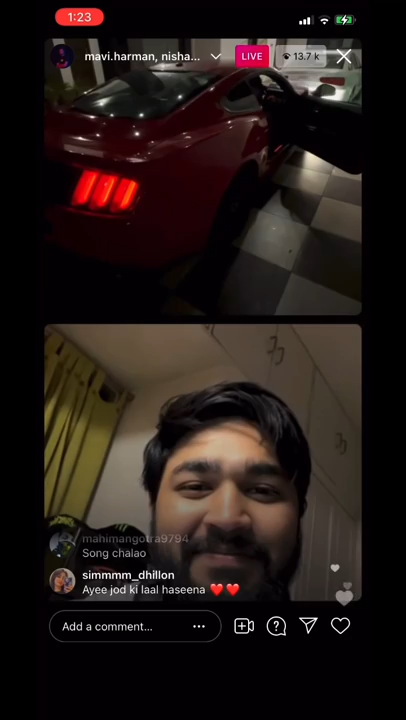 1:23
mavi.harman, nisha...
LIVE
13.7 k
mahimangotra9794
Song chalao
simmmm_dhillon
Ayee jod ki laal haseena ❤️❤️
Add a comment...